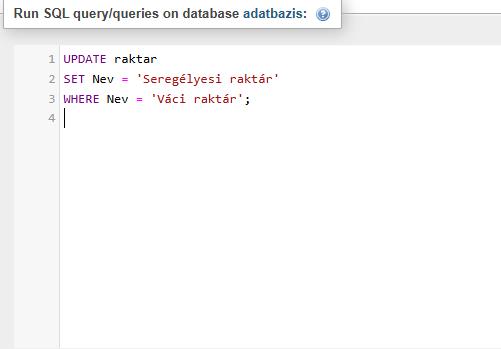 Run SQL query/queries on database adatbazis:
1 UPDATE raktar
2 SET Nev = 'Seregélyesi raktár'
3 WHERE Nev = 'Váci raktár';
4